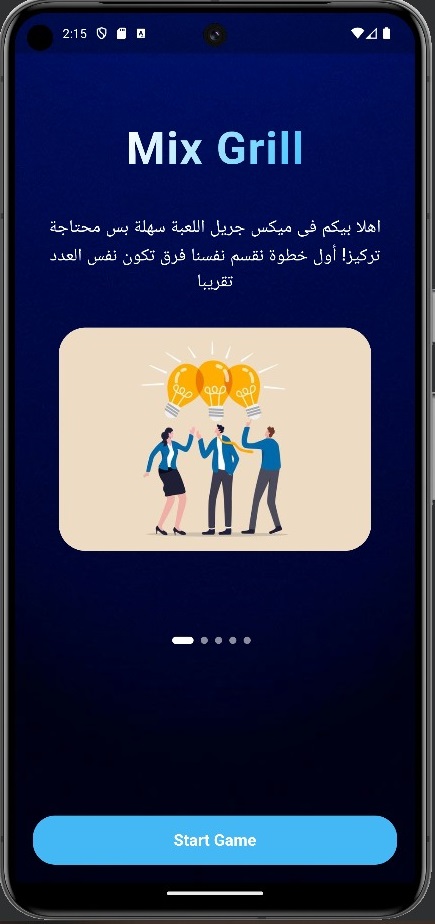 2:15
Mix Grill
اهلا بيكم فى ميكس جريل اللعبة سهلة بس محتاجة
تركيز! أول خطوة نقسم نفسنا فرق تكون نفس العدد
تقريبا
Start Game